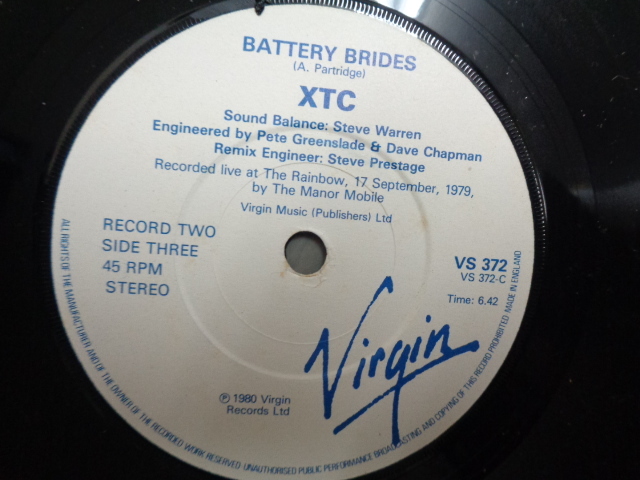 BATTERY BRIDES
(A. Partridge)
XTC
Sound Balance: Steve Warren
Engineered by Pete Greenslade & Dave Chapman
Remix Engineer: Steve Prestage
Recorded live at The Rainbow, 17 September, 1979,
by The Manor Mobile
Virgin Music (Publishers) Ltd
RECORD TWO
SIDE THREE
45 RPM
STEREO
VS 372
VS 372-C
Time: 6.42
Virgin
℗ 1980 Virgin
Records Ltd
ALL RIGHTS OF THE MANUFACTURER AND OF THE OWNER OF THE RECORDED WORK RESERVED UNAUTHORISED PUBLIC PERFORMANCE BROADCASTING AND COPYING OF THIS RECORD PROHIBITED MADE IN ENGLAND